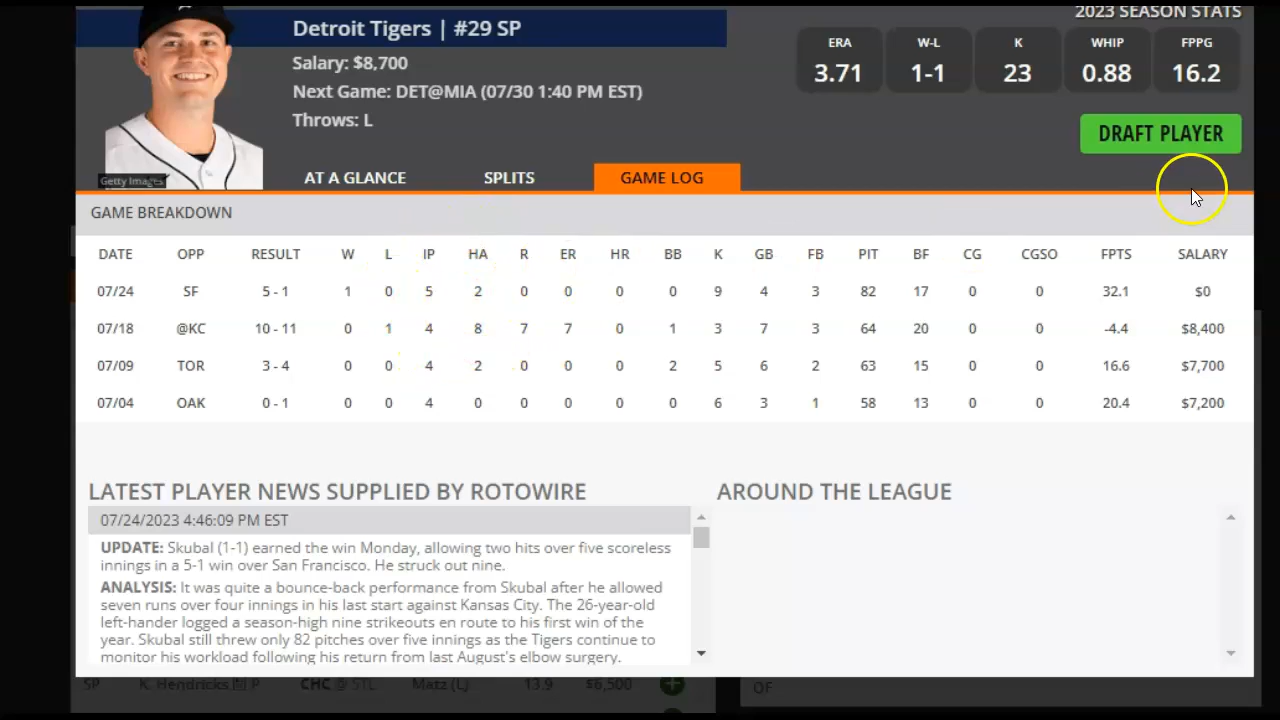 2023 SEASON STATS
Detroit Tigers | #29 SP
Salary: $8,700
Next Game: DET@MIA (07/30 1:40 PM EST)
Throws: L
ERA W-L K WHIP FPPG
3.71 1-1 23 0.88 16.2
DRAFT PLAYER
Getty Images
AT A GLANCE SPLITS GAME LOG
GAME BREAKDOWN
DATE OPP RESULT W L IP HA R ER HR BB K GB FB PIT BF CG CGSO FPTS SALARY
07/24 SF 5 - 1 1 0 5 2 0 0 0 0 9 4 3 82 17 0 0 32.1 $0
07/18 @KC 10 - 11 0 1 4 8 7 7 0 1 3 7 3 64 20 0 0 -4.4 $8,400
07/09 TOR 3 - 4 0 0 4 2 0 0 0 2 5 6 2 63 15 0 0 16.6 $7,700
07/04 OAK 0 - 1 0 0 4 0 0 0 0 0 6 3 1 58 13 0 0 20.4 $7,200
LATEST PLAYER NEWS SUPPLIED BY ROTOWIRE
AROUND THE LEAGUE
07/24/2023 4:46:09 PM EST
UPDATE: Skubal (1-1) earned the win Monday, allowing two hits over five scoreless
innings in a 5-1 win over San Francisco. He struck out nine.
ANALYSIS: It was quite a bounce-back performance from Skubal after he allowed
seven runs over four innings in his last start against Kansas City. The 26-year-old
left-hander logged a season-high nine strikeouts en route to his first win of the
year. Skubal still threw only 82 pitches over five innings as the Tigers continue to
monitor his workload following his return from last August's elbow surgery.
SP K. Hendricks P CHC @ STL Matz (L) 13.9 $6,500
OF